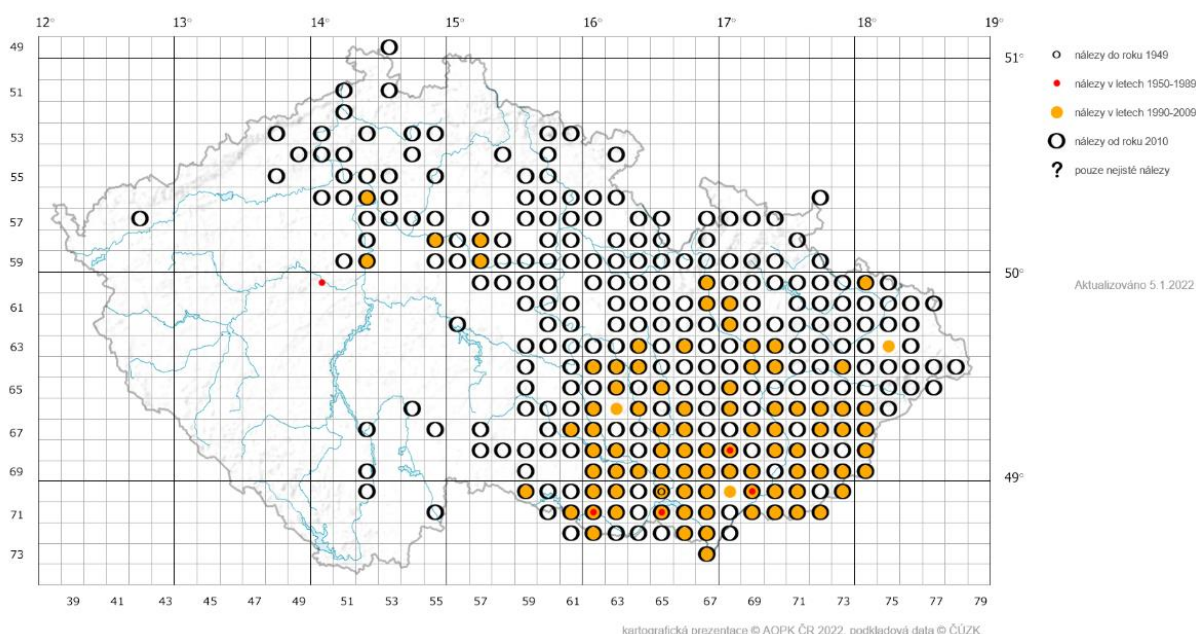 12° 13° 14° 15° 16° 17° 18° 19°
49 51°
51
53
55
57
59 50°
61
63
65
67
69 49°
71
73
39 41 43 45 47 49 51 53 55 57 59 61 63 65 67 69 71 73 75 77 79
nálezy do roku 1949
nálezy v letech 1950-1989
nálezy v letech 1990-2009
nálezy od roku 2010
? pouze nejisté nálezy
Aktualizováno 5.1.2022
kartografická prezentace © AOPK ČR 2022, podkladová data © ČÚZK